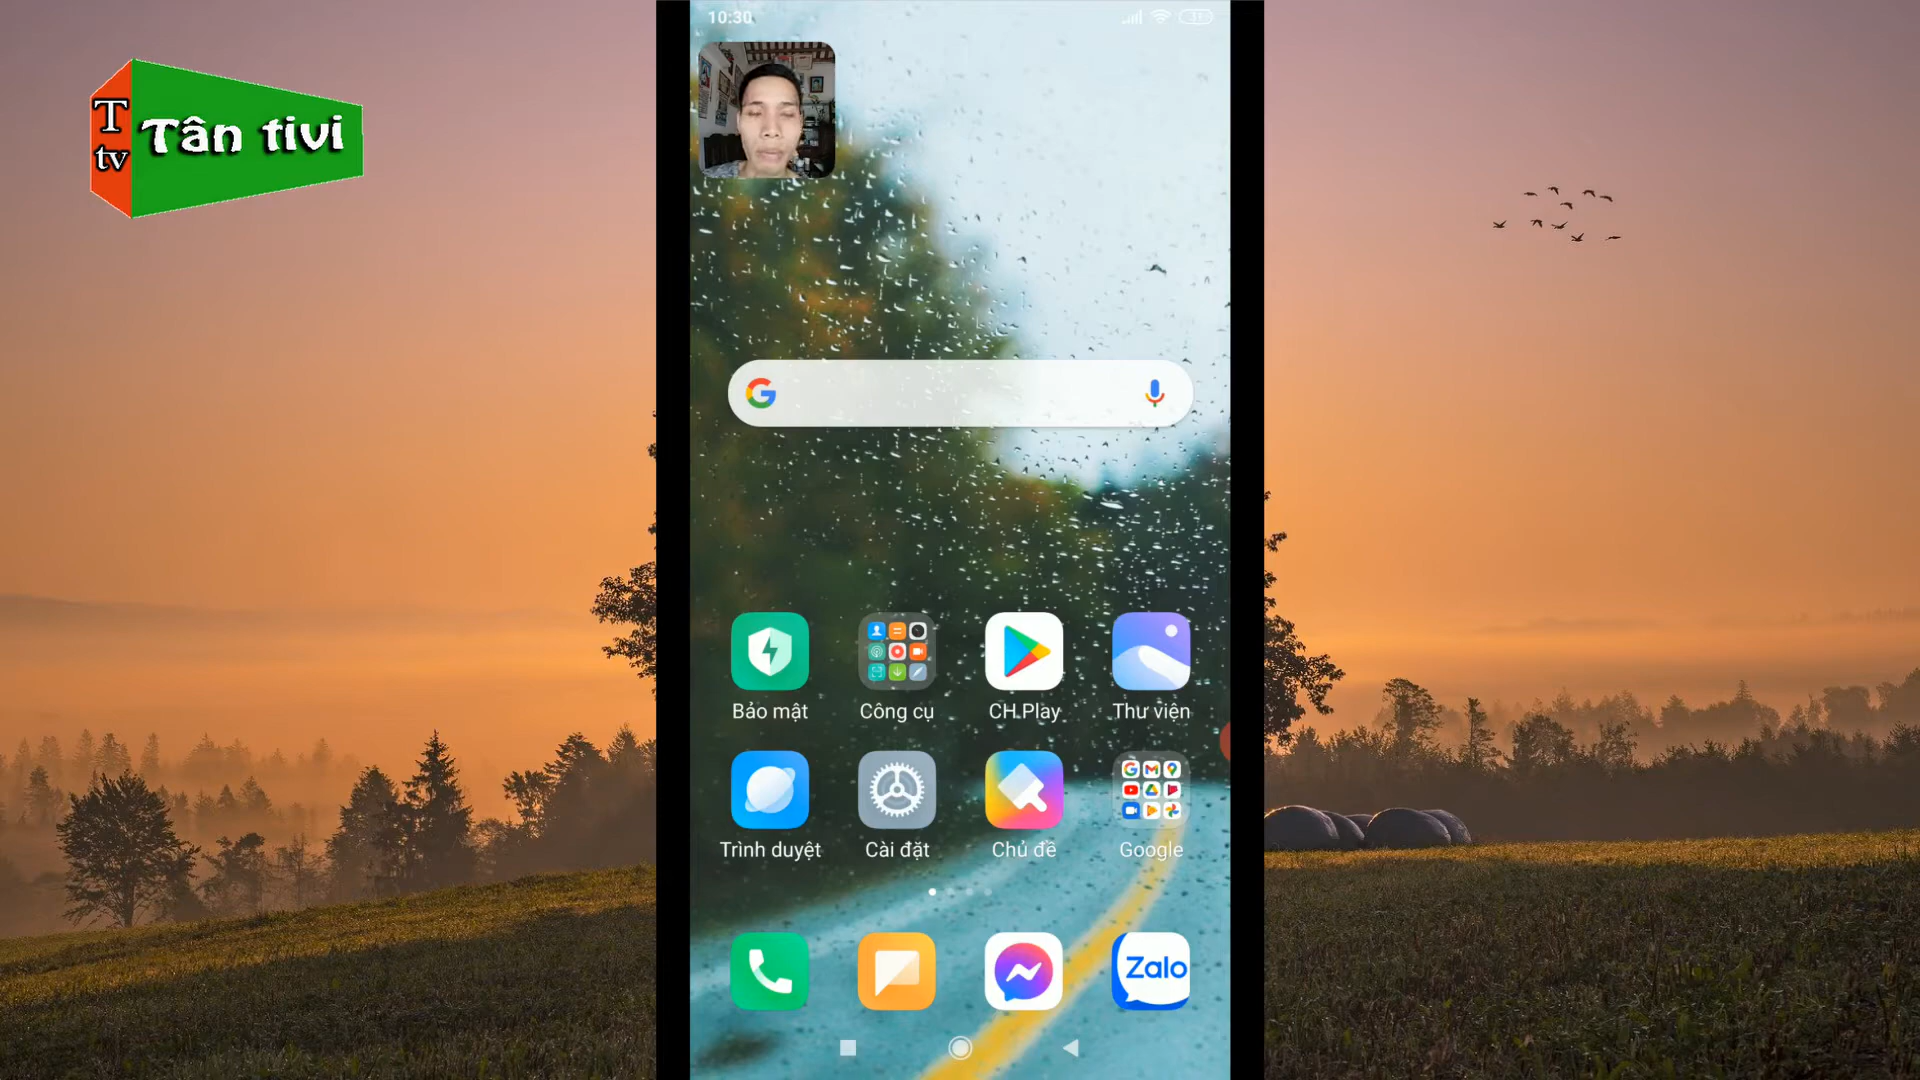 T
tv
Tân tivi
10:30
Bảo mật
Công cụ
CH Play
Thư viện
Trình duyệt
Cài đặt
Chủ đề
Google
Zalo